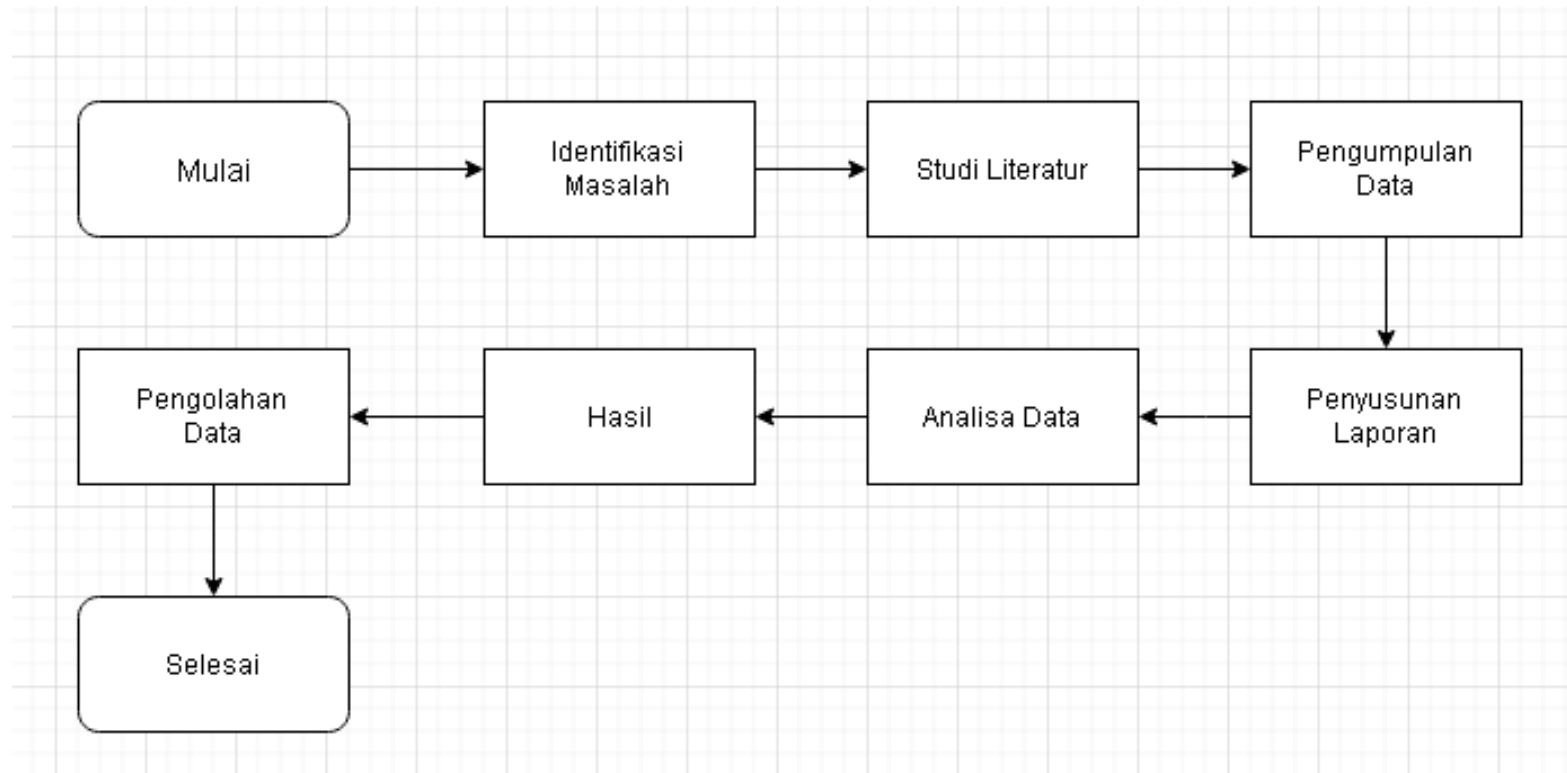 Mulai
Identifikasi
Masalah
Studi Literatur
Pengumpulan
Data
Penyusunan
Laporan
Analisa Data
Hasil
Pengolahan
Data
Selesai